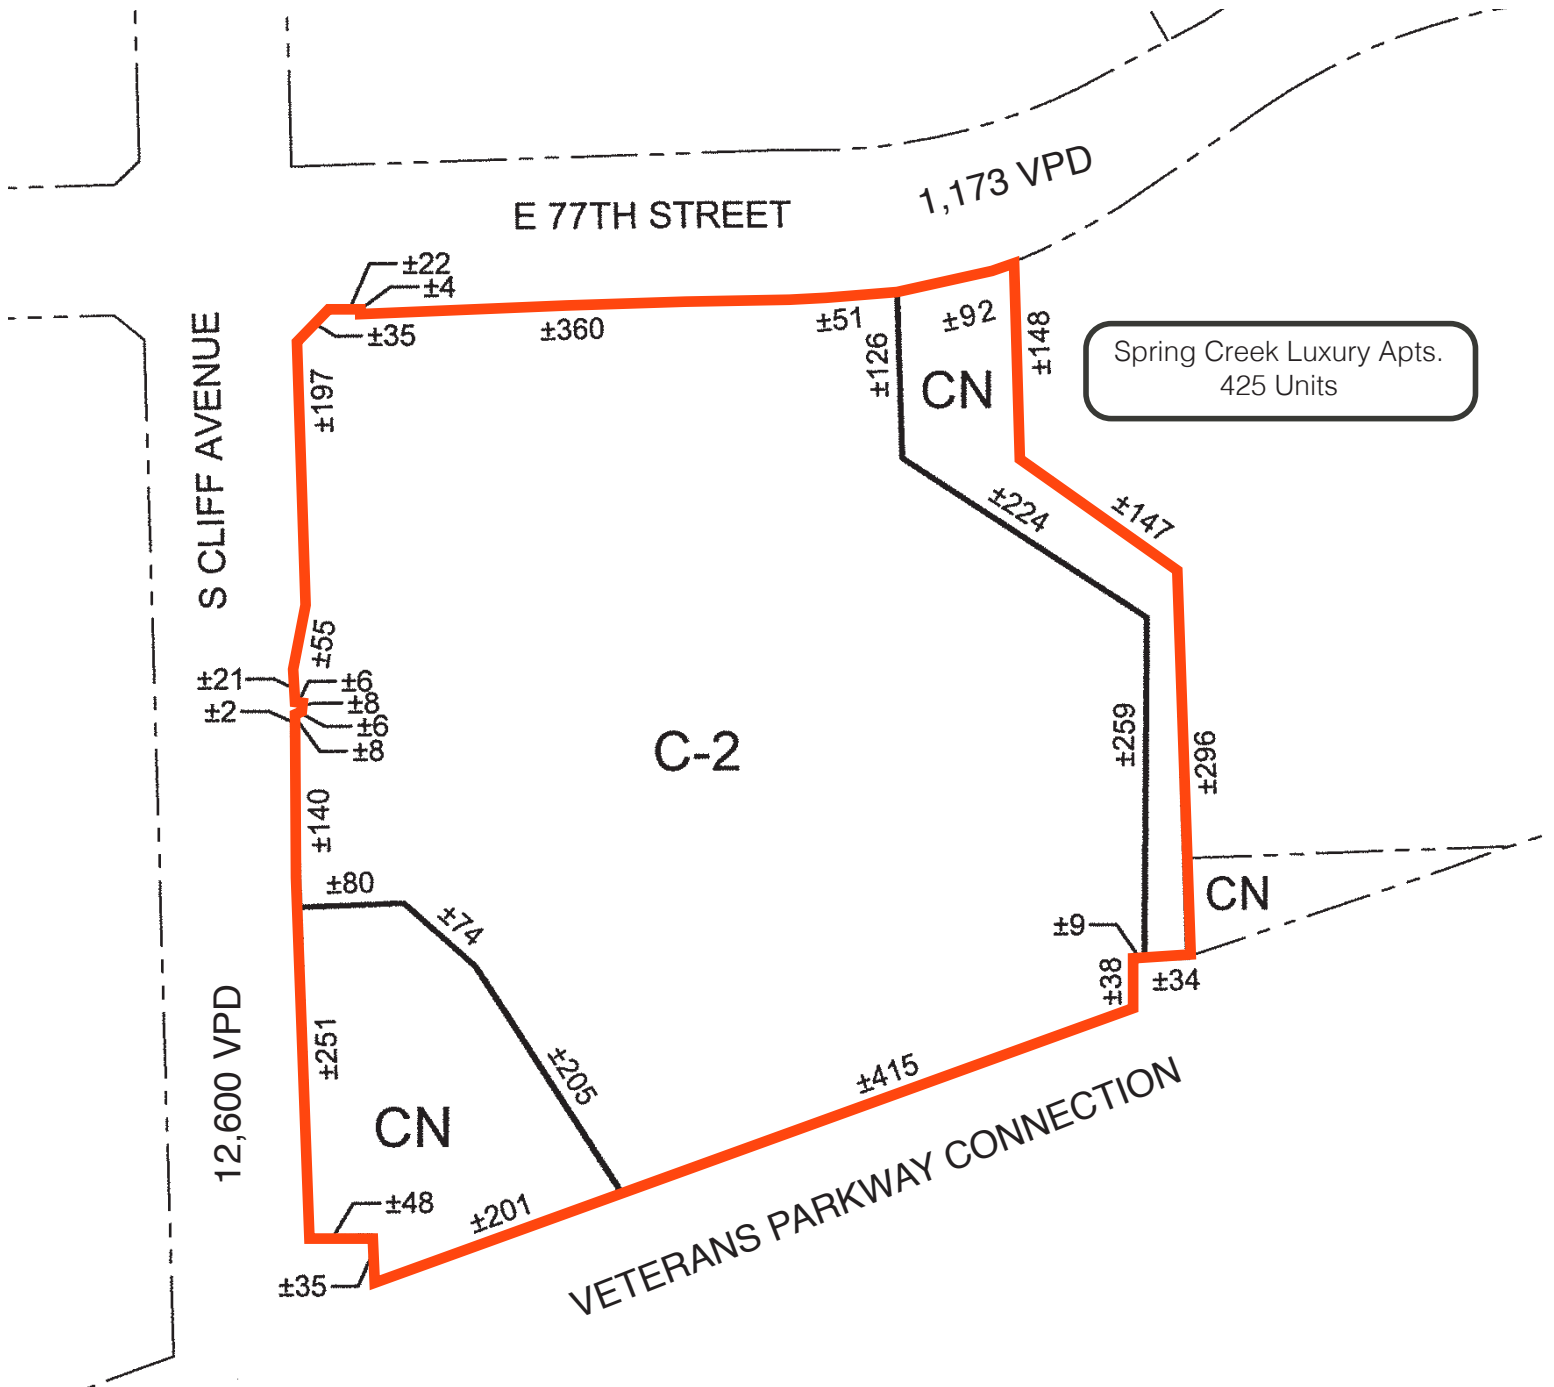 1,173 VPD
E 77TH STREET
±22
±4
±35
±360
±51
±92
±126
±148
CN
Spring Creek Luxury Apts.
425 Units
S CLIFF AVENUE
±197
±224
±147
±55
±21
±6
±8
±2
±6
±8
C-2
±259
±296
±140
±80
±74
CN
±9
±38
±34
12,600 VPD
±251
±205
±415
CN
±48
±201
±35
VETERANS PARKWAY CONNECTION